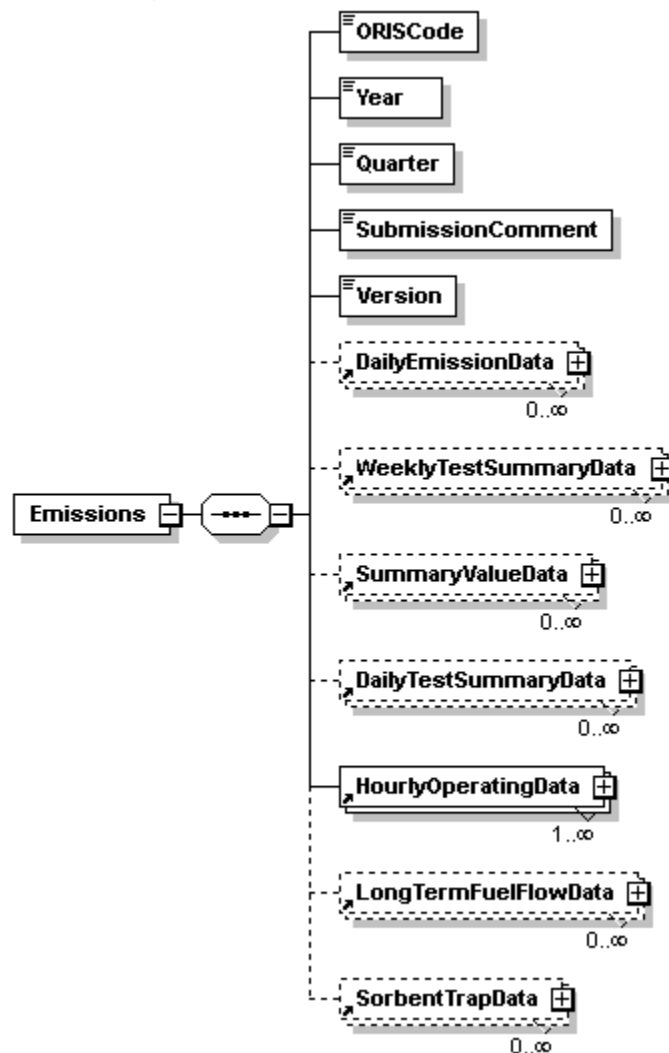 ORISCode
Year
Quarter
SubmissionComment
Version
DailyEmissionData
0..∞
WeeklyTestSummaryData
0..∞
Emissions
SummaryValueData
0..∞
DailyTestSummaryData
0..∞
HourlyOperatingData
1..∞
LongTermFuelFlowData
0..∞
SorbentTrapData
0..∞